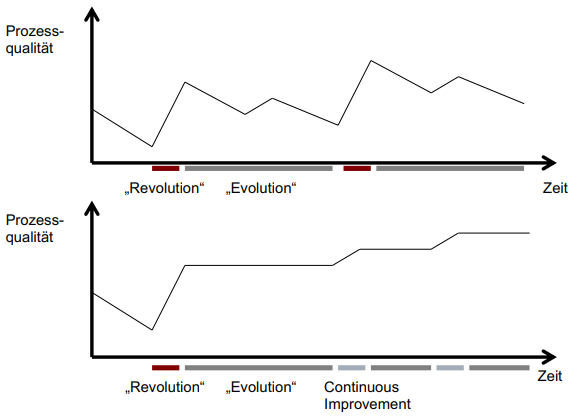 Prozess-
qualität
„Revolution“ „Evolution“ Zeit
Prozess-
qualität
Zeit
„Revolution“ „Evolution“ Continuous
Improvement